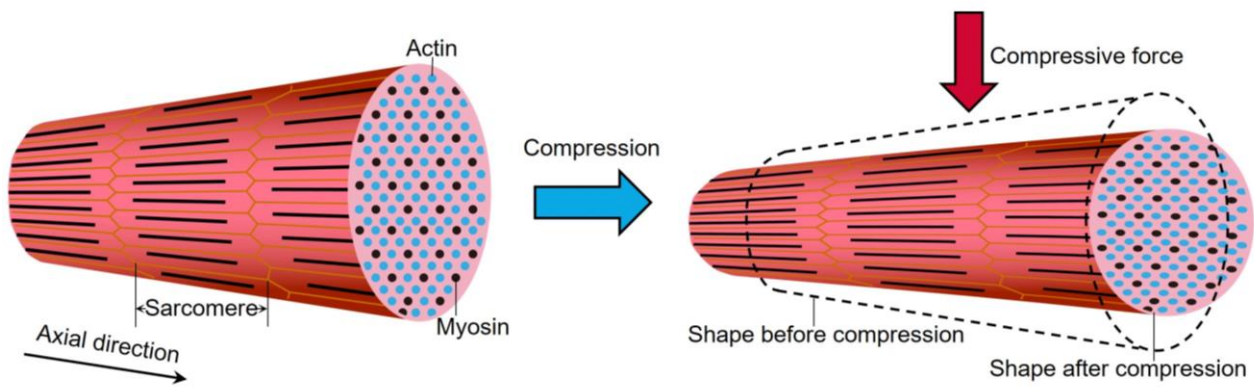 Actin
Compression
Compressive force
Sarcomere
Myosin
Axial direction
Shape before compression
Shape after compression